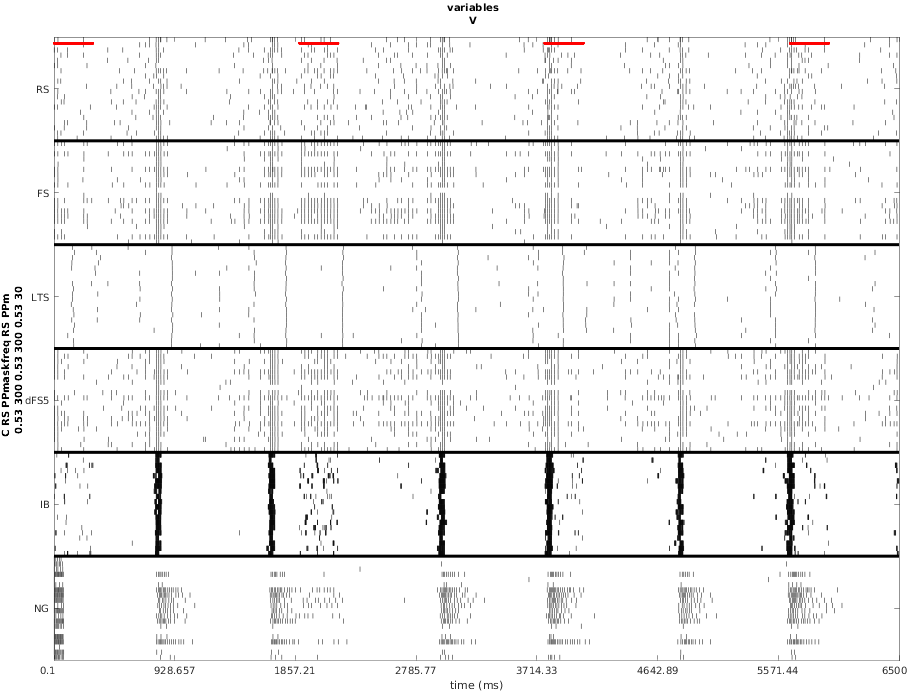 variables
V
RS
FS
LTS
dFS5
IB
NG
C RS PPmaskfreq RS PPm
0.53 300 0.53 300 0.53 30
0.1 928.657 1857.21 2785.77 3714.33 4642.89 5571.44 6500
time (ms)